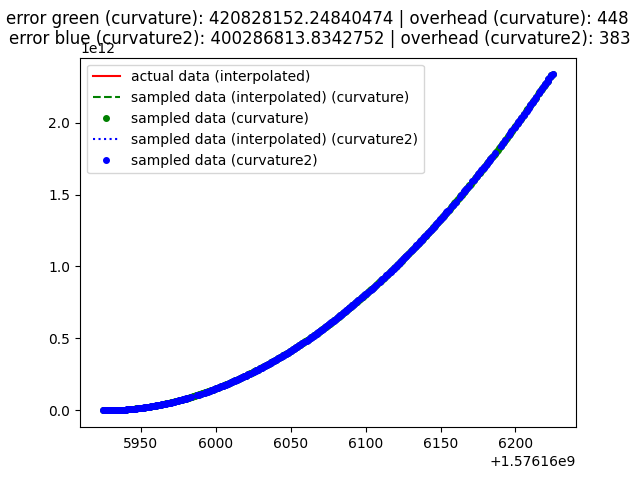 error green (curvature): 420828152.24840474 | overhead (curvature): 448
error blue (curvature2): 400286813.8342752 | overhead (curvature2): 383
1e12
actual data (interpolated)
sampled data (interpolated) (curvature)
sampled data (curvature)
sampled data (interpolated) (curvature2)
sampled data (curvature2)
2.0
1.5
1.0
0.5
0.0
5950 6000 6050 6100 6150 6200
+1.57616e9